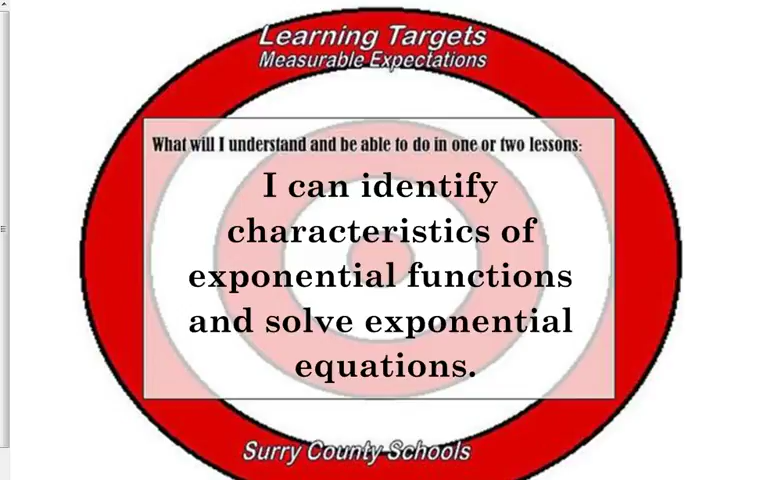 Learning Targets
Measurable Expectations
What will I understand and be able to do in one or two lessons:
I can identify
characteristics of
exponential functions
and solve exponential
equations.
Surry County Schools